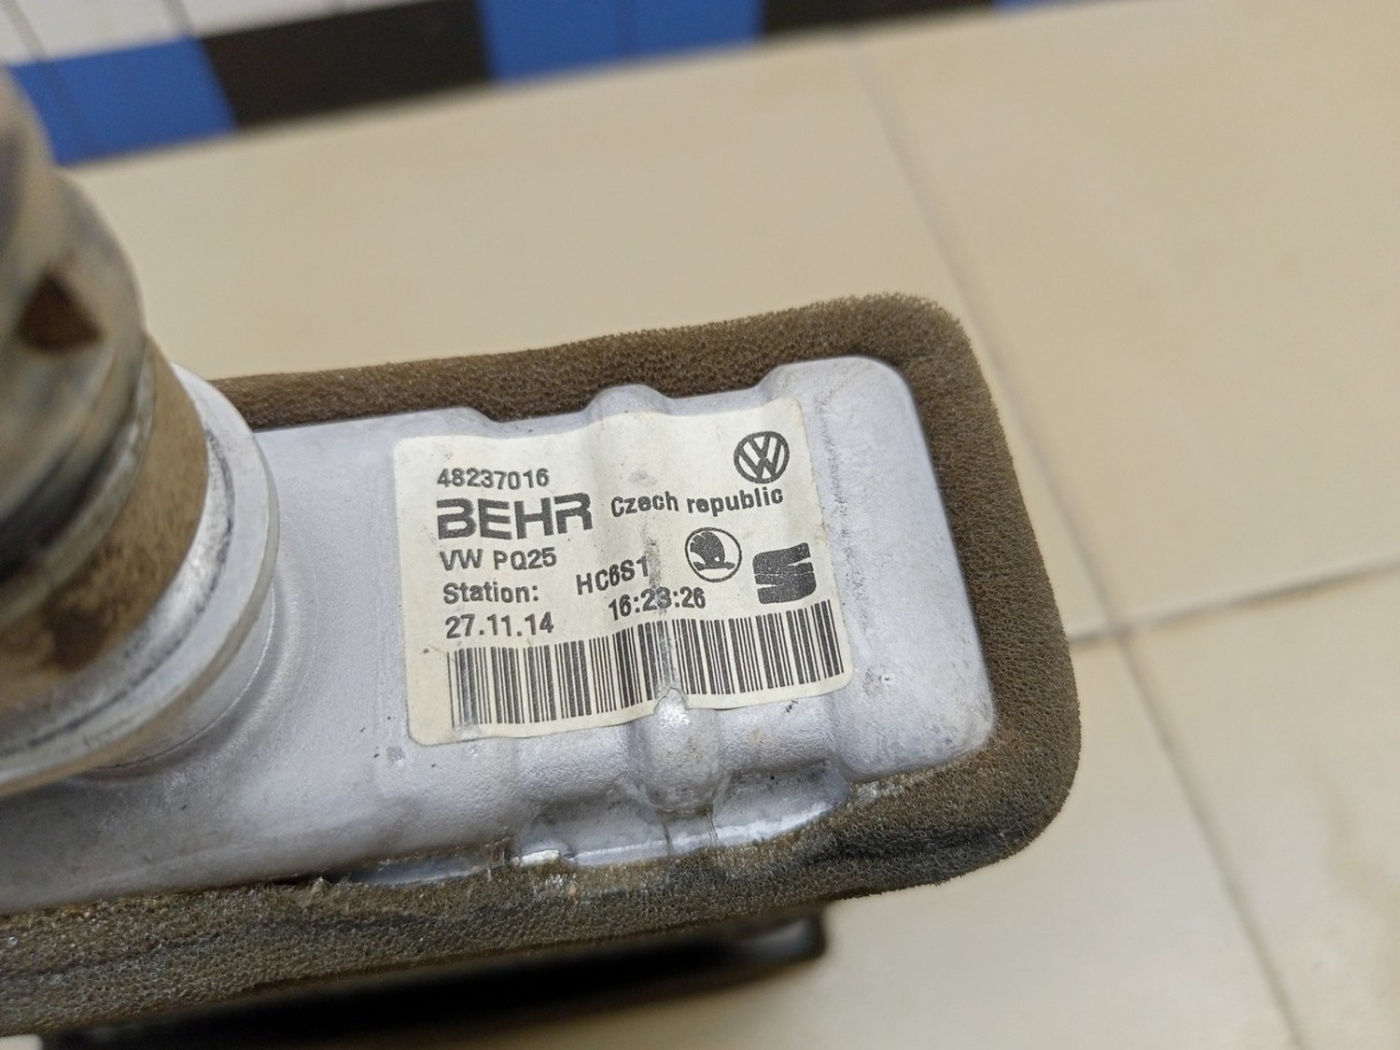 48237016
BEHR Czech republic
VW PQ25
Station: HC6S1
27.11.14 16:23:26